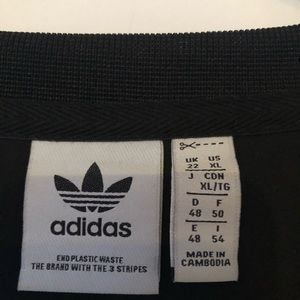 adidas
END PLASTIC WASTE
THE BRAND WITH THE 3 STRIPES
UK US
22 XL
J CDN
XL/TG
D F
48 50
E I
48 54
MADE IN
CAMBODIA